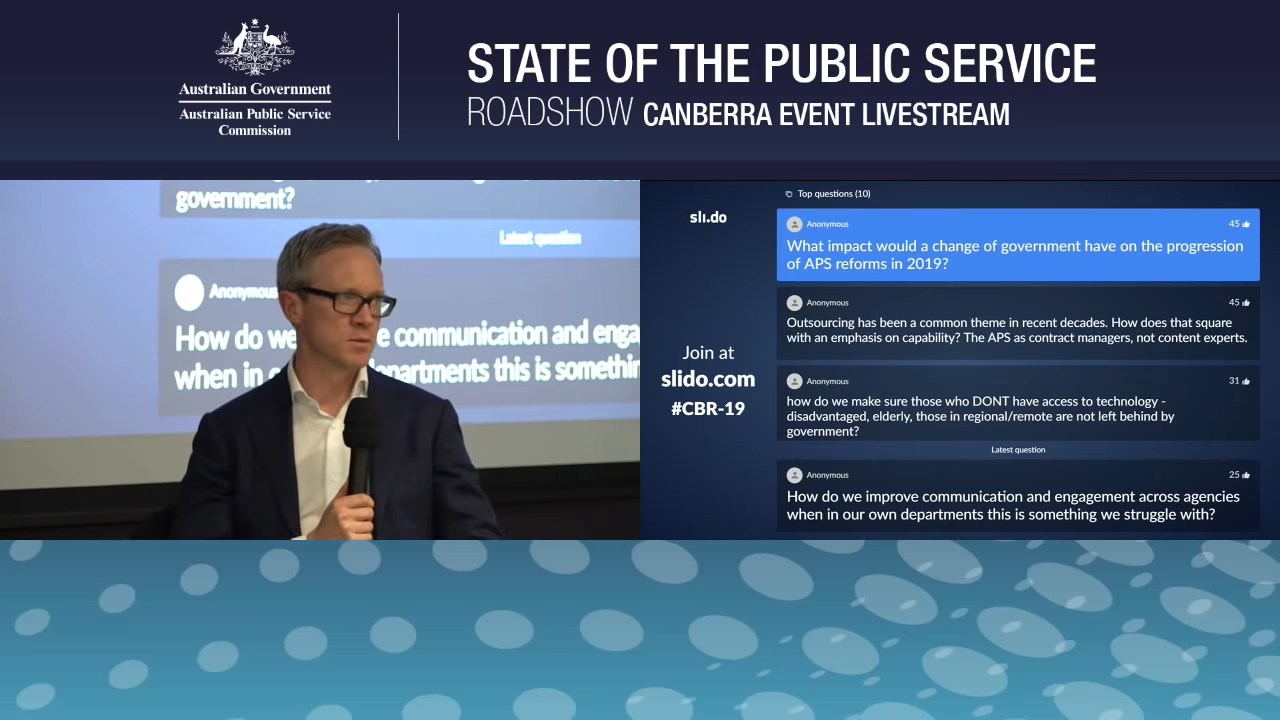 Australian Government
Australian Public Service
Commission
STATE OF THE PUBLIC SERVICE
ROADSHOW CANBERRA EVENT LIVESTREAM
government?
Latest question
Anonymous
How do we e communication and enga
when in o departments this is somethin
sli.do
Join at
slido.com
#CBR-19
Top questions (10)
Anonymous
45
What impact would a change of government have on the progression
of APS reforms in 2019?
Anonymous
45
Outsourcing has been a common theme in recent decades. How does that square
with an emphasis on capability? The APS as contract managers, not content experts.
Anonymous
31
how do we make sure those who DONT have access to technology -
disadvantaged, elderly, those in regional/remote are not left behind by
government?
Latest question
Anonymous
25
How do we improve communication and engagement across agencies
when in our own departments this is something we struggle with?